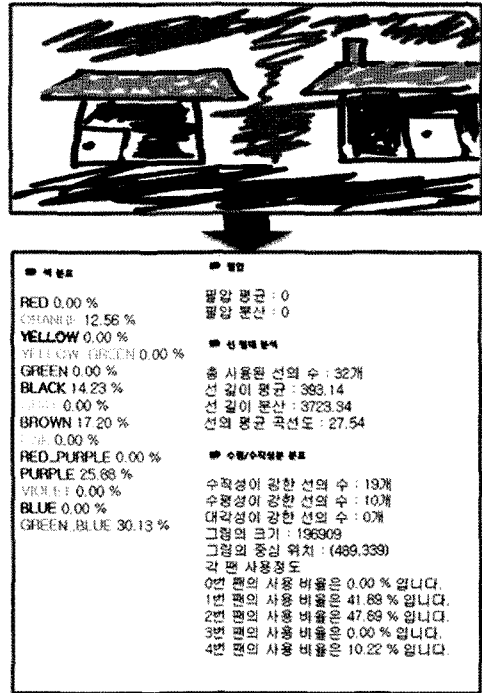 색 분포
RED 0.00 %
ORANGE 12.56 %
YELLOW 0.00 %
YELLOW_GREEN 0.00 %
GREEN 0.00 %
BLACK 14.23 %
0.00 %
BROWN 17.20 %
0.00 %
RED_PURPLE 0.00 %
PURPLE 25.88 %
VIOLET 0.00 %
BLUE 0.00 %
GREEN_BLUE 30.13 %
필압
필압 평균 : 0
필압 분산 : 0
선 형태 분석
총 사용된 선의 수 : 32개
선 길이 평균 : 393.14
선 길이 분산 : 3723.34
선의 평균 곡선도 : 27.54
수평/수직성분 분포
수직성이 강한 선의 수 : 19개
수평성이 강한 선의 수 : 10개
대각성이 강한 선의 수 : 0개
그림의 크기 : 196909
그림의 중심 위치 : (489,339)
각 펜 사용정도
0번 펜의 사용 비율은 0.00 % 입니다.
1번 펜의 사용 비율은 41.89 % 입니다.
2번 펜의 사용 비율은 47.89 % 입니다.
3번 펜의 사용 비율은 0.00 % 입니다.
4번 펜의 사용 비율은 10.22 % 입니다.